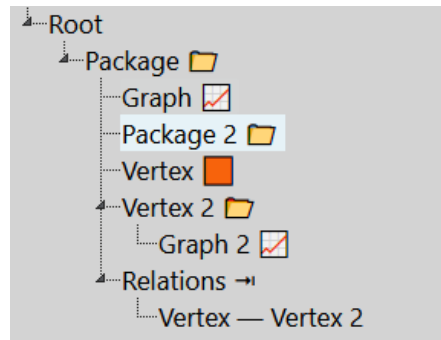 Root
Package
Graph
Package 2
Vertex
Vertex 2
Graph 2
Relations
Vertex — Vertex 2